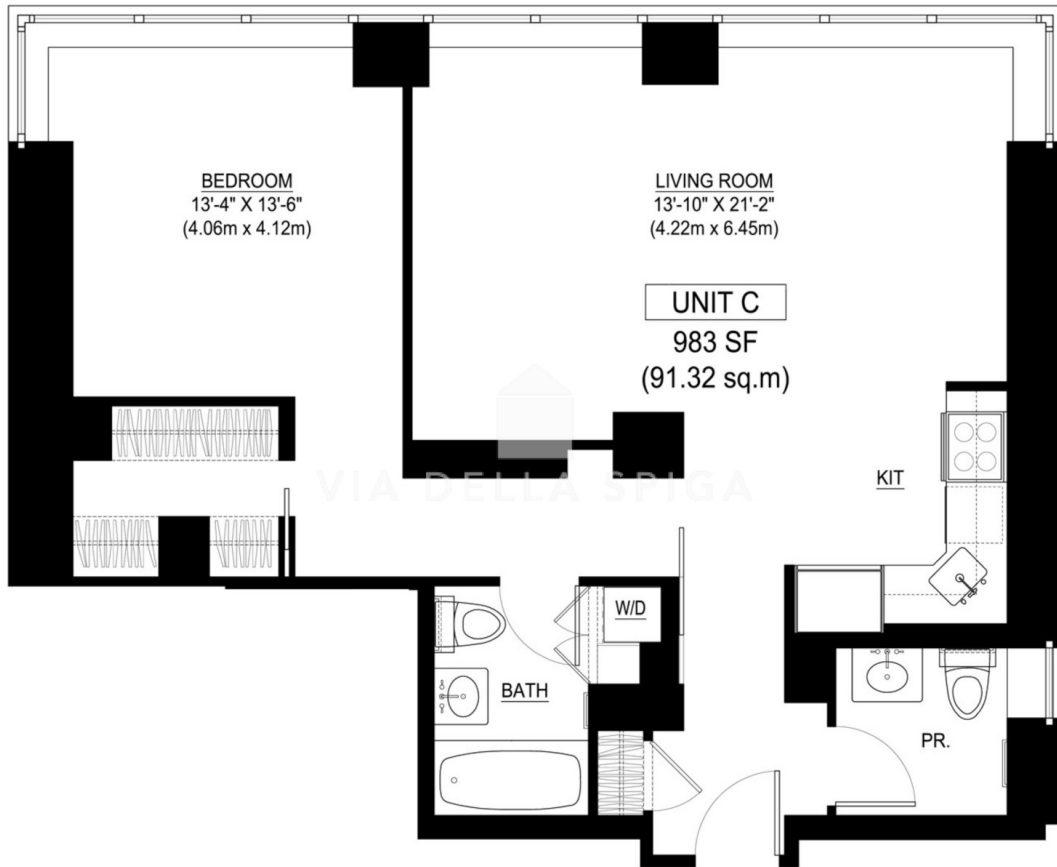 BEDROOM
13'-4" X 13'-6"
(4.06m x 4.12m)
LIVING ROOM
13'-10" X 21'-2"
(4.22m x 6.45m)
UNIT C
983 SF
(91.32 sq.m)
VIA DELLA SPIGA
KIT
W/D
BATH
PR.